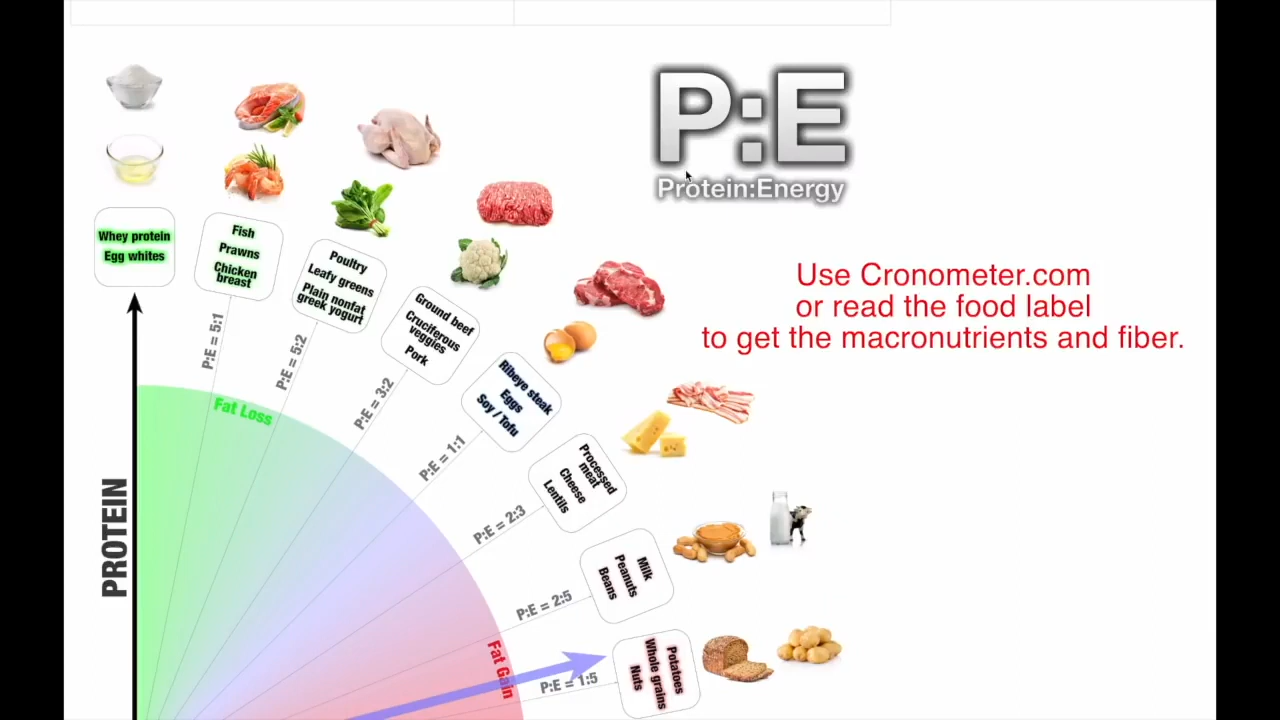 P:E
Protein:Energy
Use Cronometer.com
or read the food label
to get the macronutrients and fiber.
Whey protein
Egg whites
Fish
Prawns
Chicken
breast
Poultry
Leafy greens
Plain nonfat
greek yogurt
Ground beef
Cruciferous
veggies
Pork
Ribeye steak
Eggs
Soy / Tofu
Processed
meat
Cheese
Lentils
Milk
Peanuts
Beans
Potatoes
Whole grains
Nuts
P:E = 5:1
P:E = 5:2
P:E = 3:2
P:E = 1:1
P:E = 2:3
P:E = 2:5
P:E = 1:5
Fat Loss
Fat Gain
PROTEIN